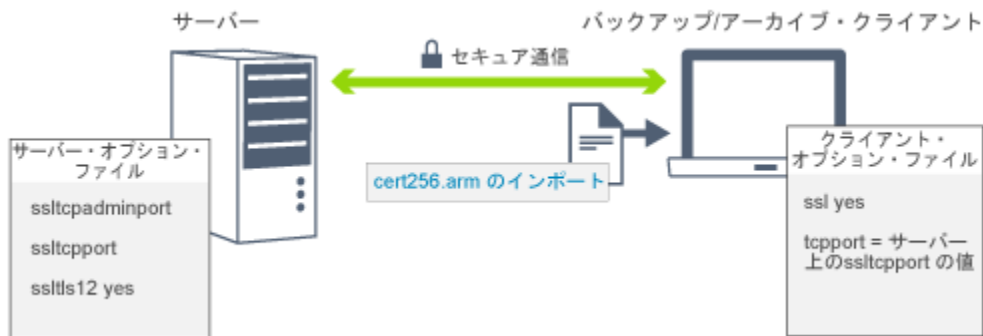 サーバー
バックアップ/アーカイブ・クライアント
セキュア通信
サーバー・オプション・
ファイル
ssltcpadminport
ssltcpport
ssltls12 yes
cert256.arm のインポート
クライアント・
オプション・ファイル
ssl yes
tcpport = サーバー
上のssltcpport の値